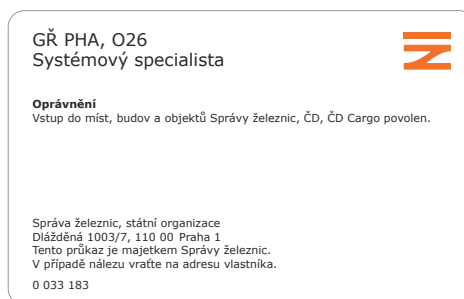 GŘ PHA, O26
Systémový specialista
Oprávnění
Vstup do míst, budov a objektů Správy železnic, ČD, ČD Cargo povolen.
Správa železnic, státní organizace
Dlážděná 1003/7, 110 00 Praha 1
Tento průkaz je majetkem Správy železnic.
V případě nálezu vraťte na adresu vlastníka.
0 033 183